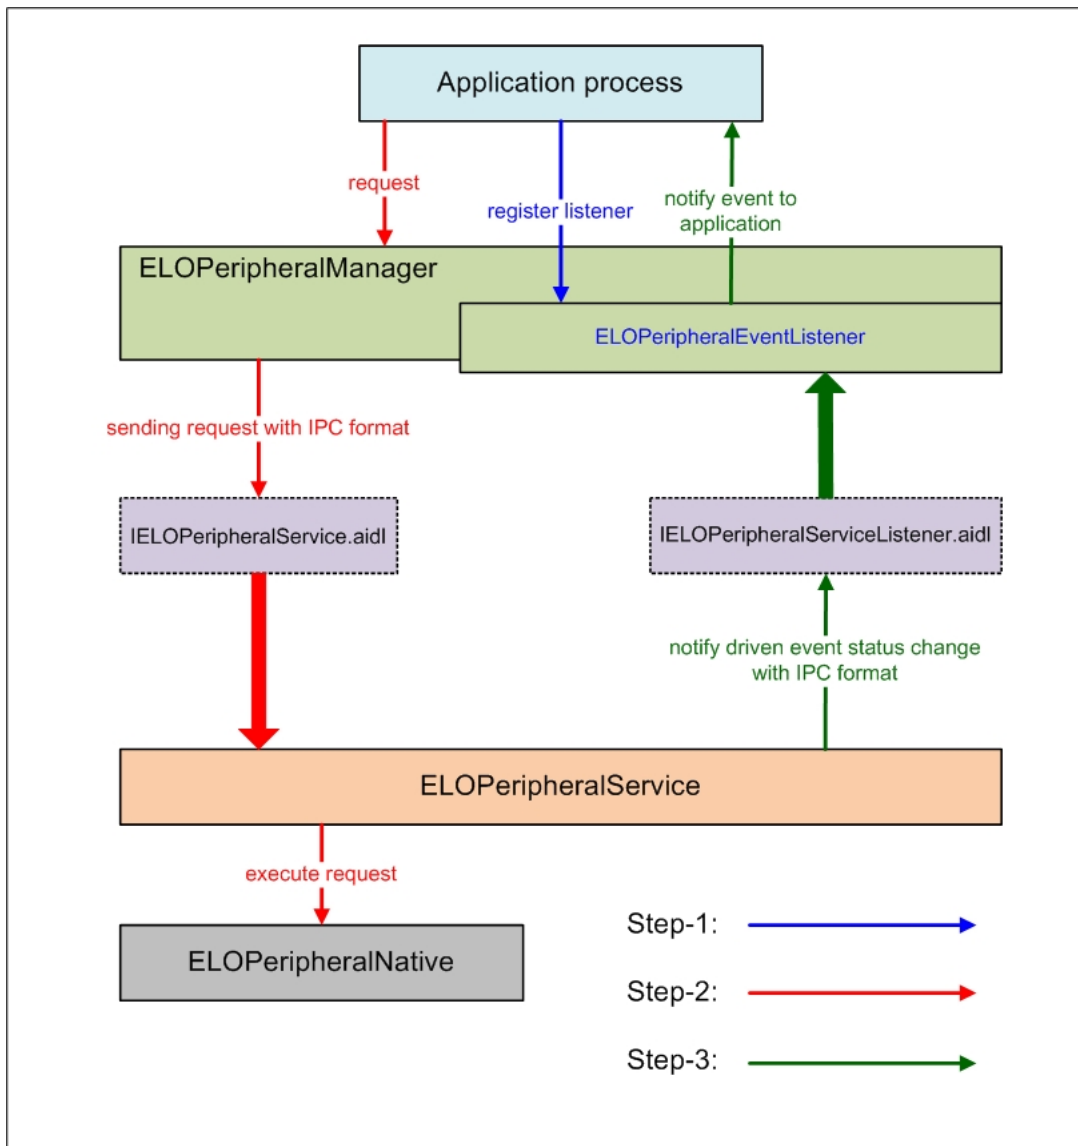 Application process
request
register listener
notify event to
application
ELOPeripheralManager
ELOPeripheralEventListener
sending request with IPC format
IELOPeripheralService.aidl
IELOPeripheralServiceListener.aidl
notify driven event status change
with IPC format
ELOPeripheralService
execute request
ELOPeripheralNative
Step-1:
Step-2:
Step-3: